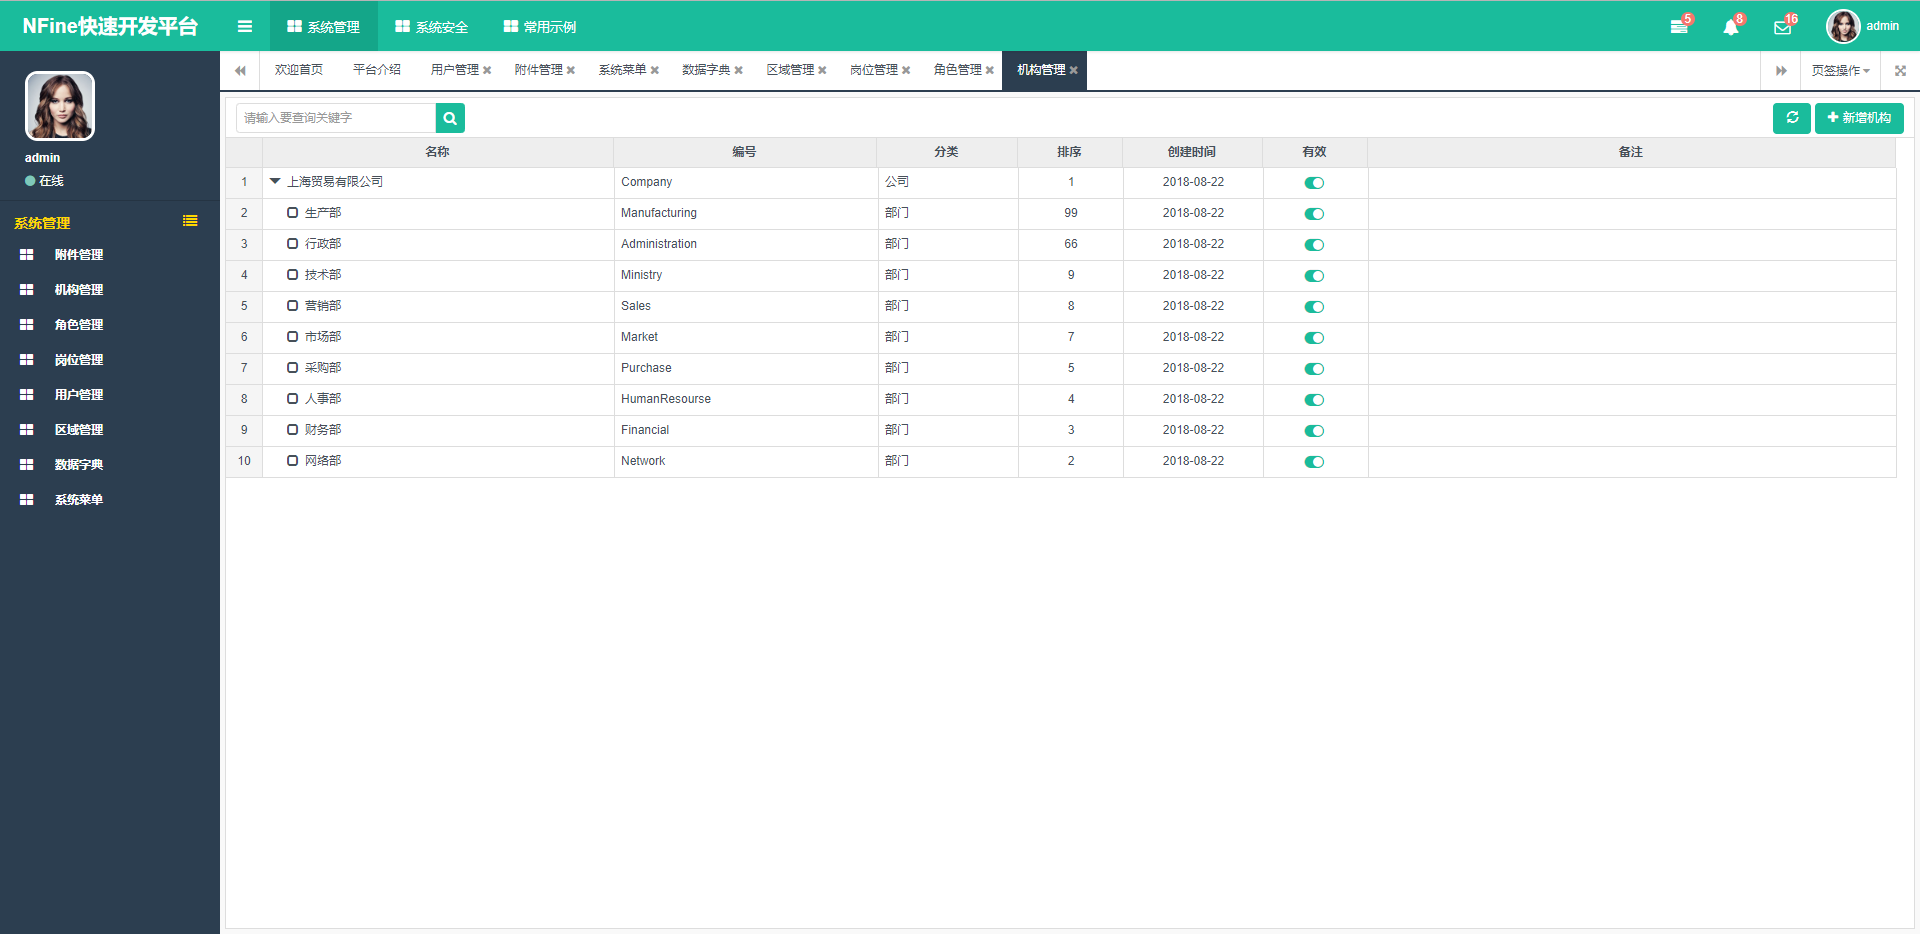 NFine快速开发平台 系统管理 系统安全 常用示例 5 8 16 admin
欢迎首页 平台介绍 用户管理 附件管理 系统菜单 数据字典 区域管理 岗位管理 角色管理 机构管理 页签操作
admin
在线
系统管理
附件管理
机构管理
角色管理
岗位管理
用户管理
区域管理
数据字典
系统菜单
请输入要查询关键字 新增机构
名称 编号 分类 排序 创建时间 有效 备注
1 上海贸易有限公司 Company 公司 1 2018-08-22
2 生产部 Manufacturing 部门 99 2018-08-22
3 行政部 Administration 部门 66 2018-08-22
4 技术部 Ministry 部门 9 2018-08-22
5 营销部 Sales 部门 8 2018-08-22
6 市场部 Market 部门 7 2018-08-22
7 采购部 Purchase 部门 5 2018-08-22
8 人事部 HumanResourse 部门 4 2018-08-22
9 财务部 Financial 部门 3 2018-08-22
10 网络部 Network 部门 2 2018-08-22